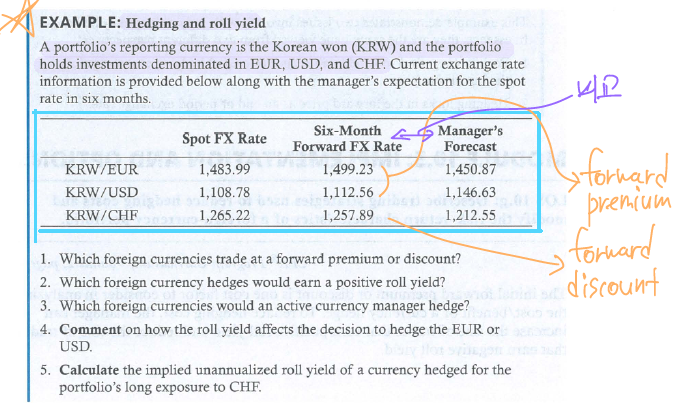 EXAMPLE: Hedging and roll yield
A portfolio's reporting currency is the Korean won (KRW) and the portfolio
holds investments denominated in EUR, USD, and CHF. Current exchange rate
information is provided below along with the manager's expectation for the spot
rate in six months.
Spot FX Rate Six-Month Forward FX Rate Manager's Forecast
KRW/EUR 1,483.99 1,499.23 1,450.87
KRW/USD 1,108.78 1,112.56 1,146.63
KRW/CHF 1,265.22 1,257.89 1,212.55
forward
premium
forward
discount
1. Which foreign currencies trade at a forward premium or discount?
2. Which foreign currency hedges would earn a positive roll yield?
3. Which foreign currencies would an active currency manager hedge?
4. Comment on how the roll yield affects the decision to hedge the EUR or
USD.
5. Calculate the implied unannualized roll yield of a currency hedged for the
portfolio's long exposure to CHF.